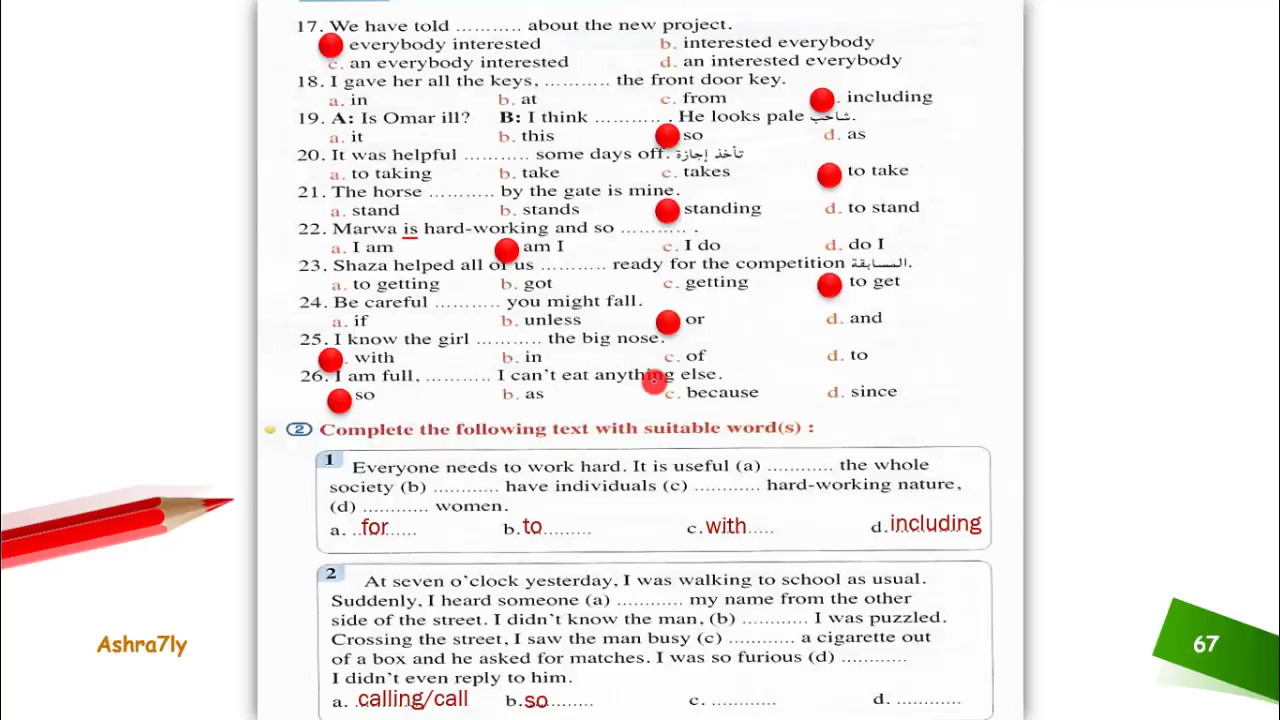 17. We have told ........... about the new project.
everybody interested b. interested everybody
c. an everybody interested d. an interested everybody
18. I gave her all the keys, ........... the front door key.
a. in b. at c. from . including
19. A: Is Omar ill? B: I think ........... . He looks pale شاحب.
a. it b. this so d. as
20. It was helpful ........... some days off. تأخذ إجازة
a. to taking b. take c. takes to take
21. The horse ........... by the gate is mine.
a. stand b. stands standing d. to stand
22. Marwa is hard-working and so ........... .
a. I am am I c. I do d. do I
23. Shaza helped all of us ........... ready for the competition المسابقة.
a. to getting b. got c. getting to get
24. Be careful ........... you might fall.
a. if b. unless or d. and
25. I know the girl ........... the big nose.
. with b. in c. of d. to
26. I am full, ........... I can't eat anything else.
so b. as c. because d. since
2 Complete the following text with suitable word(s) :
1 Everyone needs to work hard. It is useful (a) ........... the whole
society (b) ........... have individuals (c) ........... hard-working nature,
(d) ........... women.
a. ..for...... b.to......... c.with..... d.including
2 At seven o'clock yesterday, I was walking to school as usual.
Suddenly, I heard someone (a) ........... my name from the other
side of the street. I didn't know the man, (b) ........... I was puzzled.
Crossing the street, I saw the man busy (c) ........... a cigarette out
of a box and he asked for matches. I was so furious (d) ...........
I didn't even reply to him.
a. calling/call b.so......... c. ........... d. ...........
Ashra7ly
67